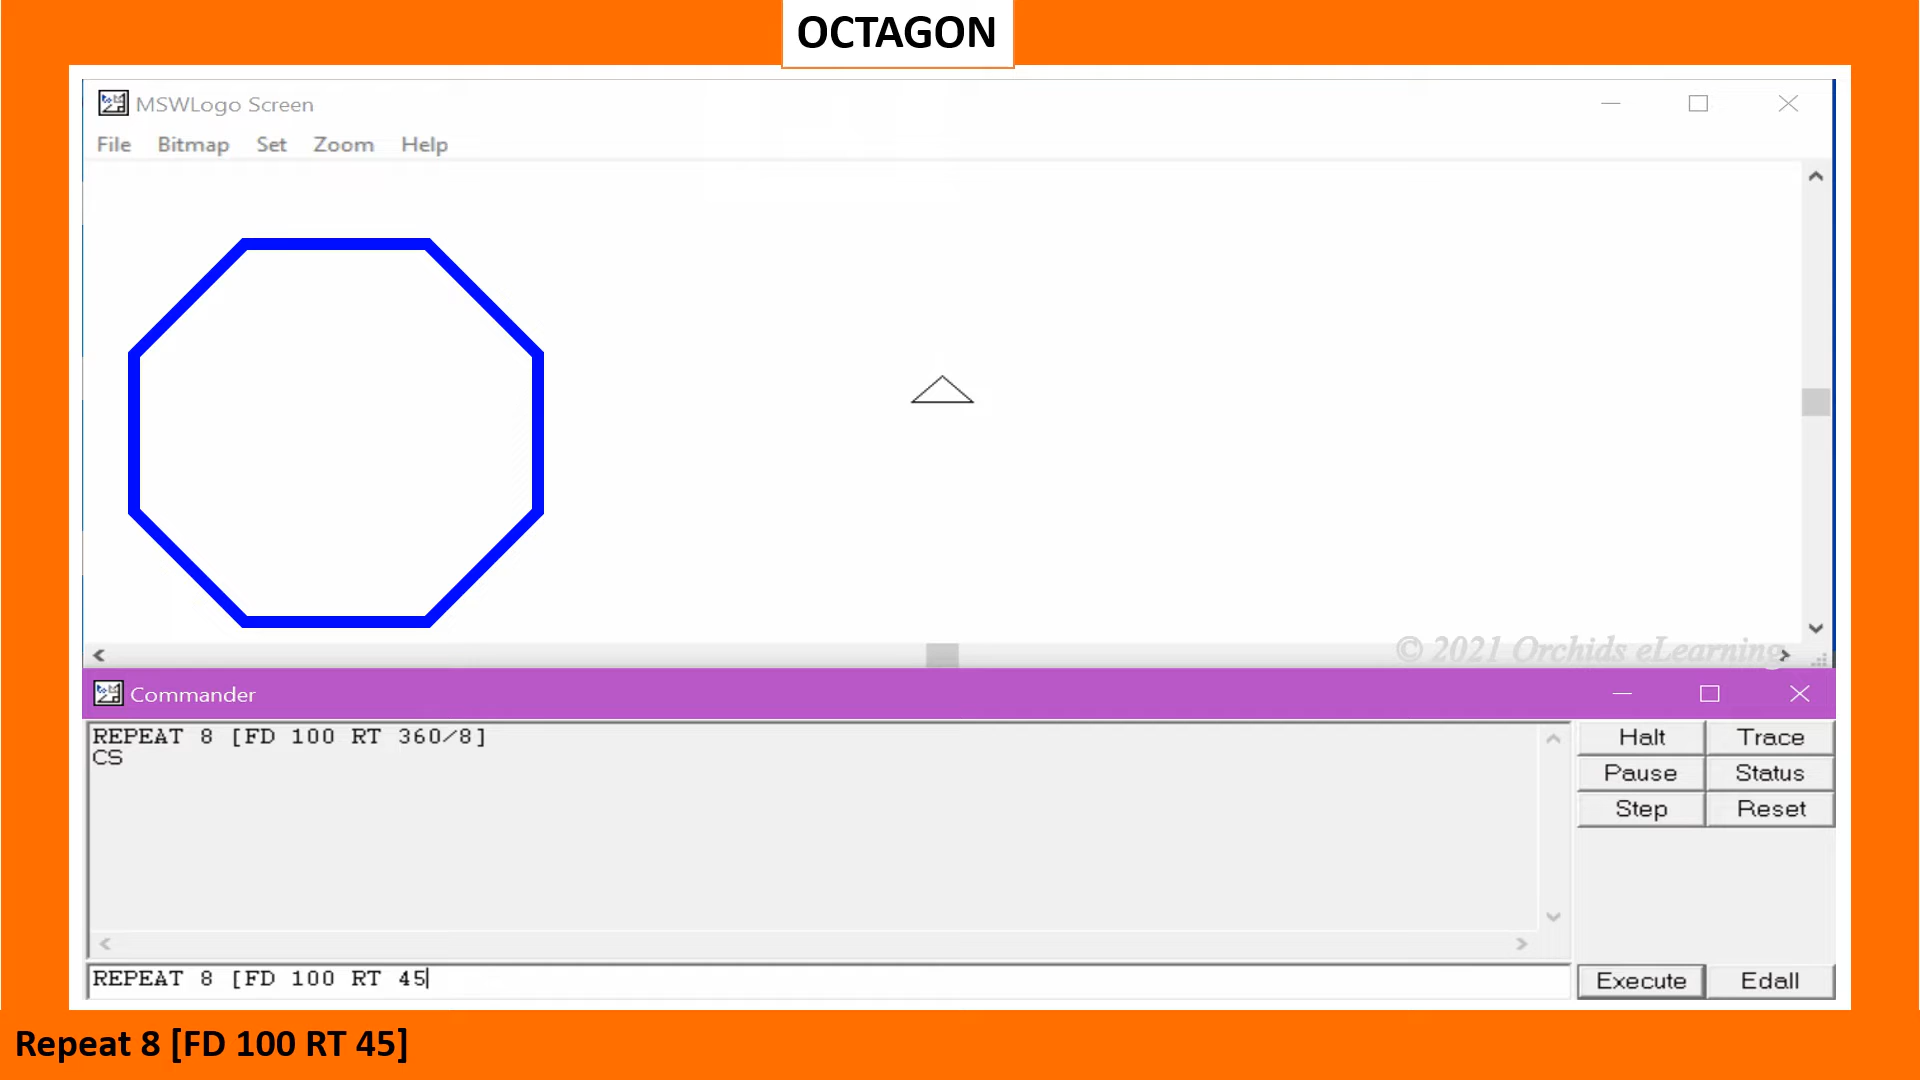 OCTAGON
MSWLogo Screen
File Bitmap Set Zoom Help
© 2021 Orchids eLearning
Commander
REPEAT 8 [FD 100 RT 360/8]
CS
Halt Trace
Pause Status
Step Reset
REPEAT 8 [FD 100 RT 45
Execute Edall
Repeat 8 [FD 100 RT 45]